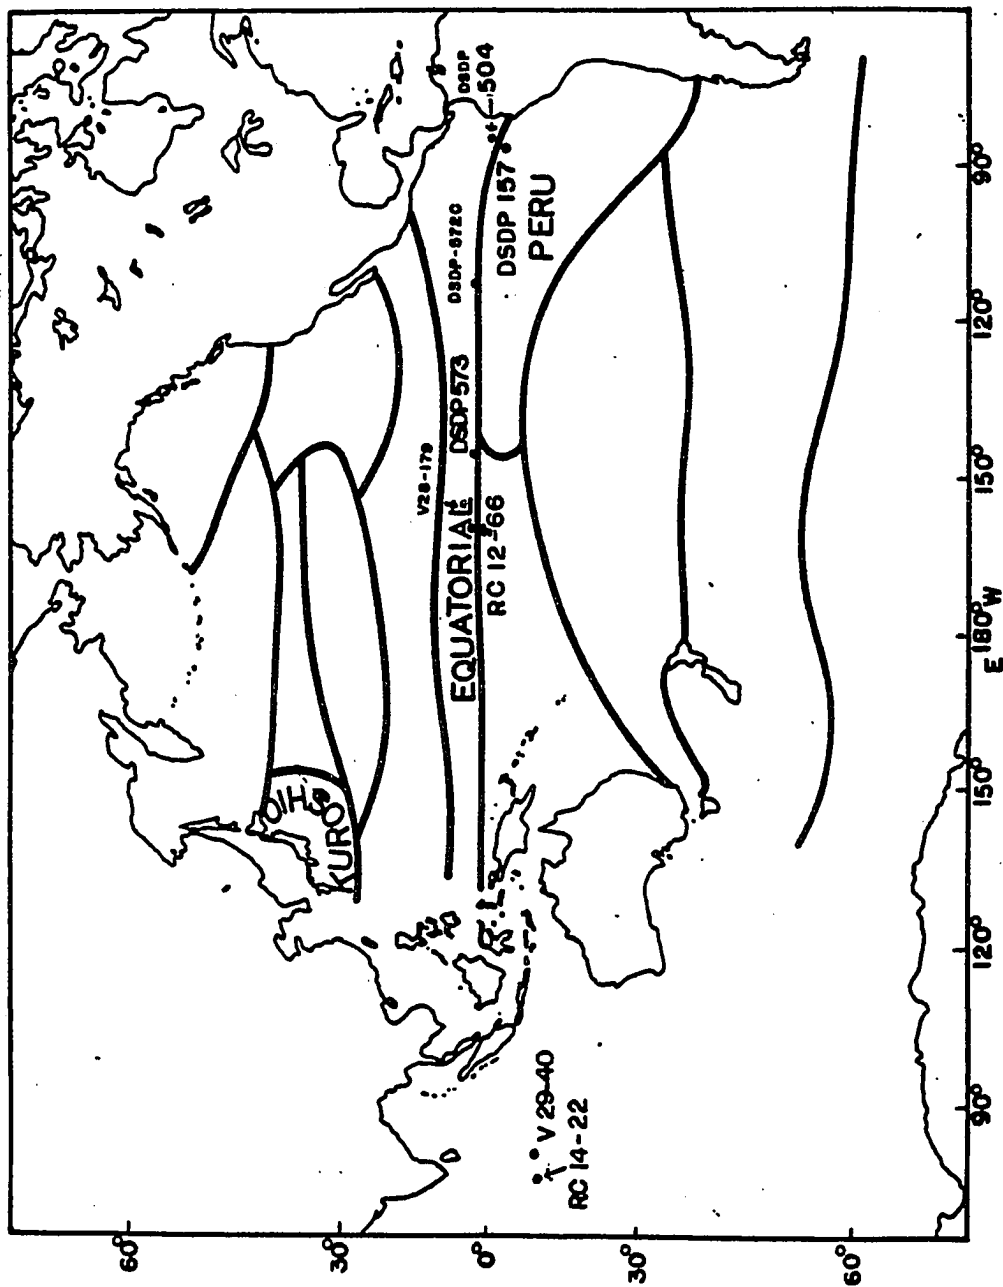 60°
30°
0°
30°
60°
KUROSHIO
EQUATORIAL
V28-179
DSDP 573
RC 12-66
DSDP-572C
DSDP
504
DSDP 157
PERU
V 29-40
RC 14-22
90°
120°
150°
180°
E W
150°
120°
90°